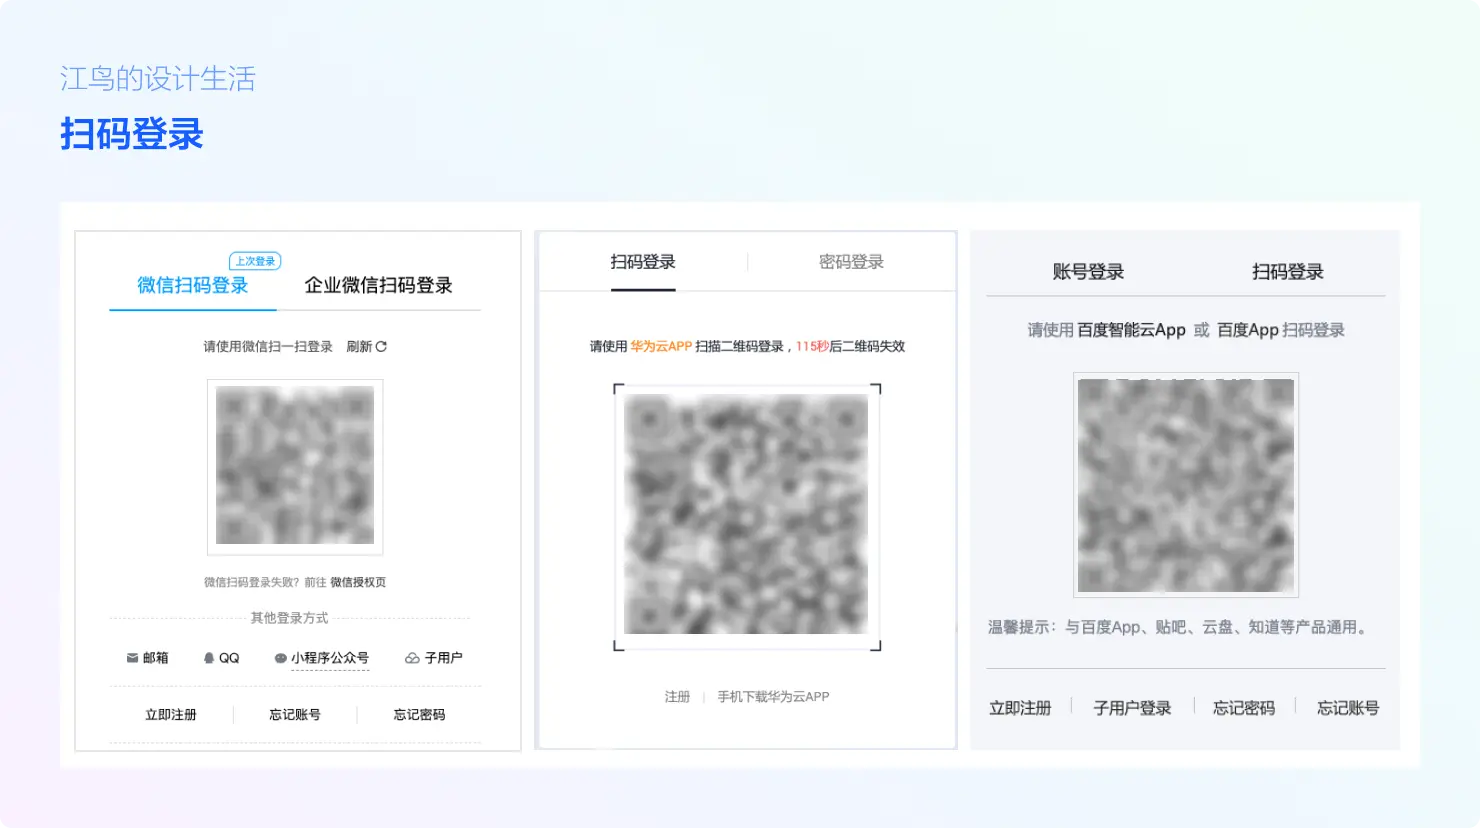 江鸟的设计生活
扫码登录
上次登录
微信扫码登录 企业微信扫码登录
请使用微信扫一扫登录 刷新
微信扫码登录失败？前往 微信授权页
其他登录方式
邮箱 QQ 小程序公众号 子用户
立即注册 忘记账号 忘记密码
扫码登录 密码登录
请使用 华为云APP 扫描二维码登录，115秒后二维码失效
注册 手机下载华为云APP
账号登录 扫码登录
请使用 百度智能云App 或 百度App 扫码登录
温馨提示：与百度App、贴吧、云盘、知道等产品通用。
立即注册 子用户登录 忘记密码 忘记账号